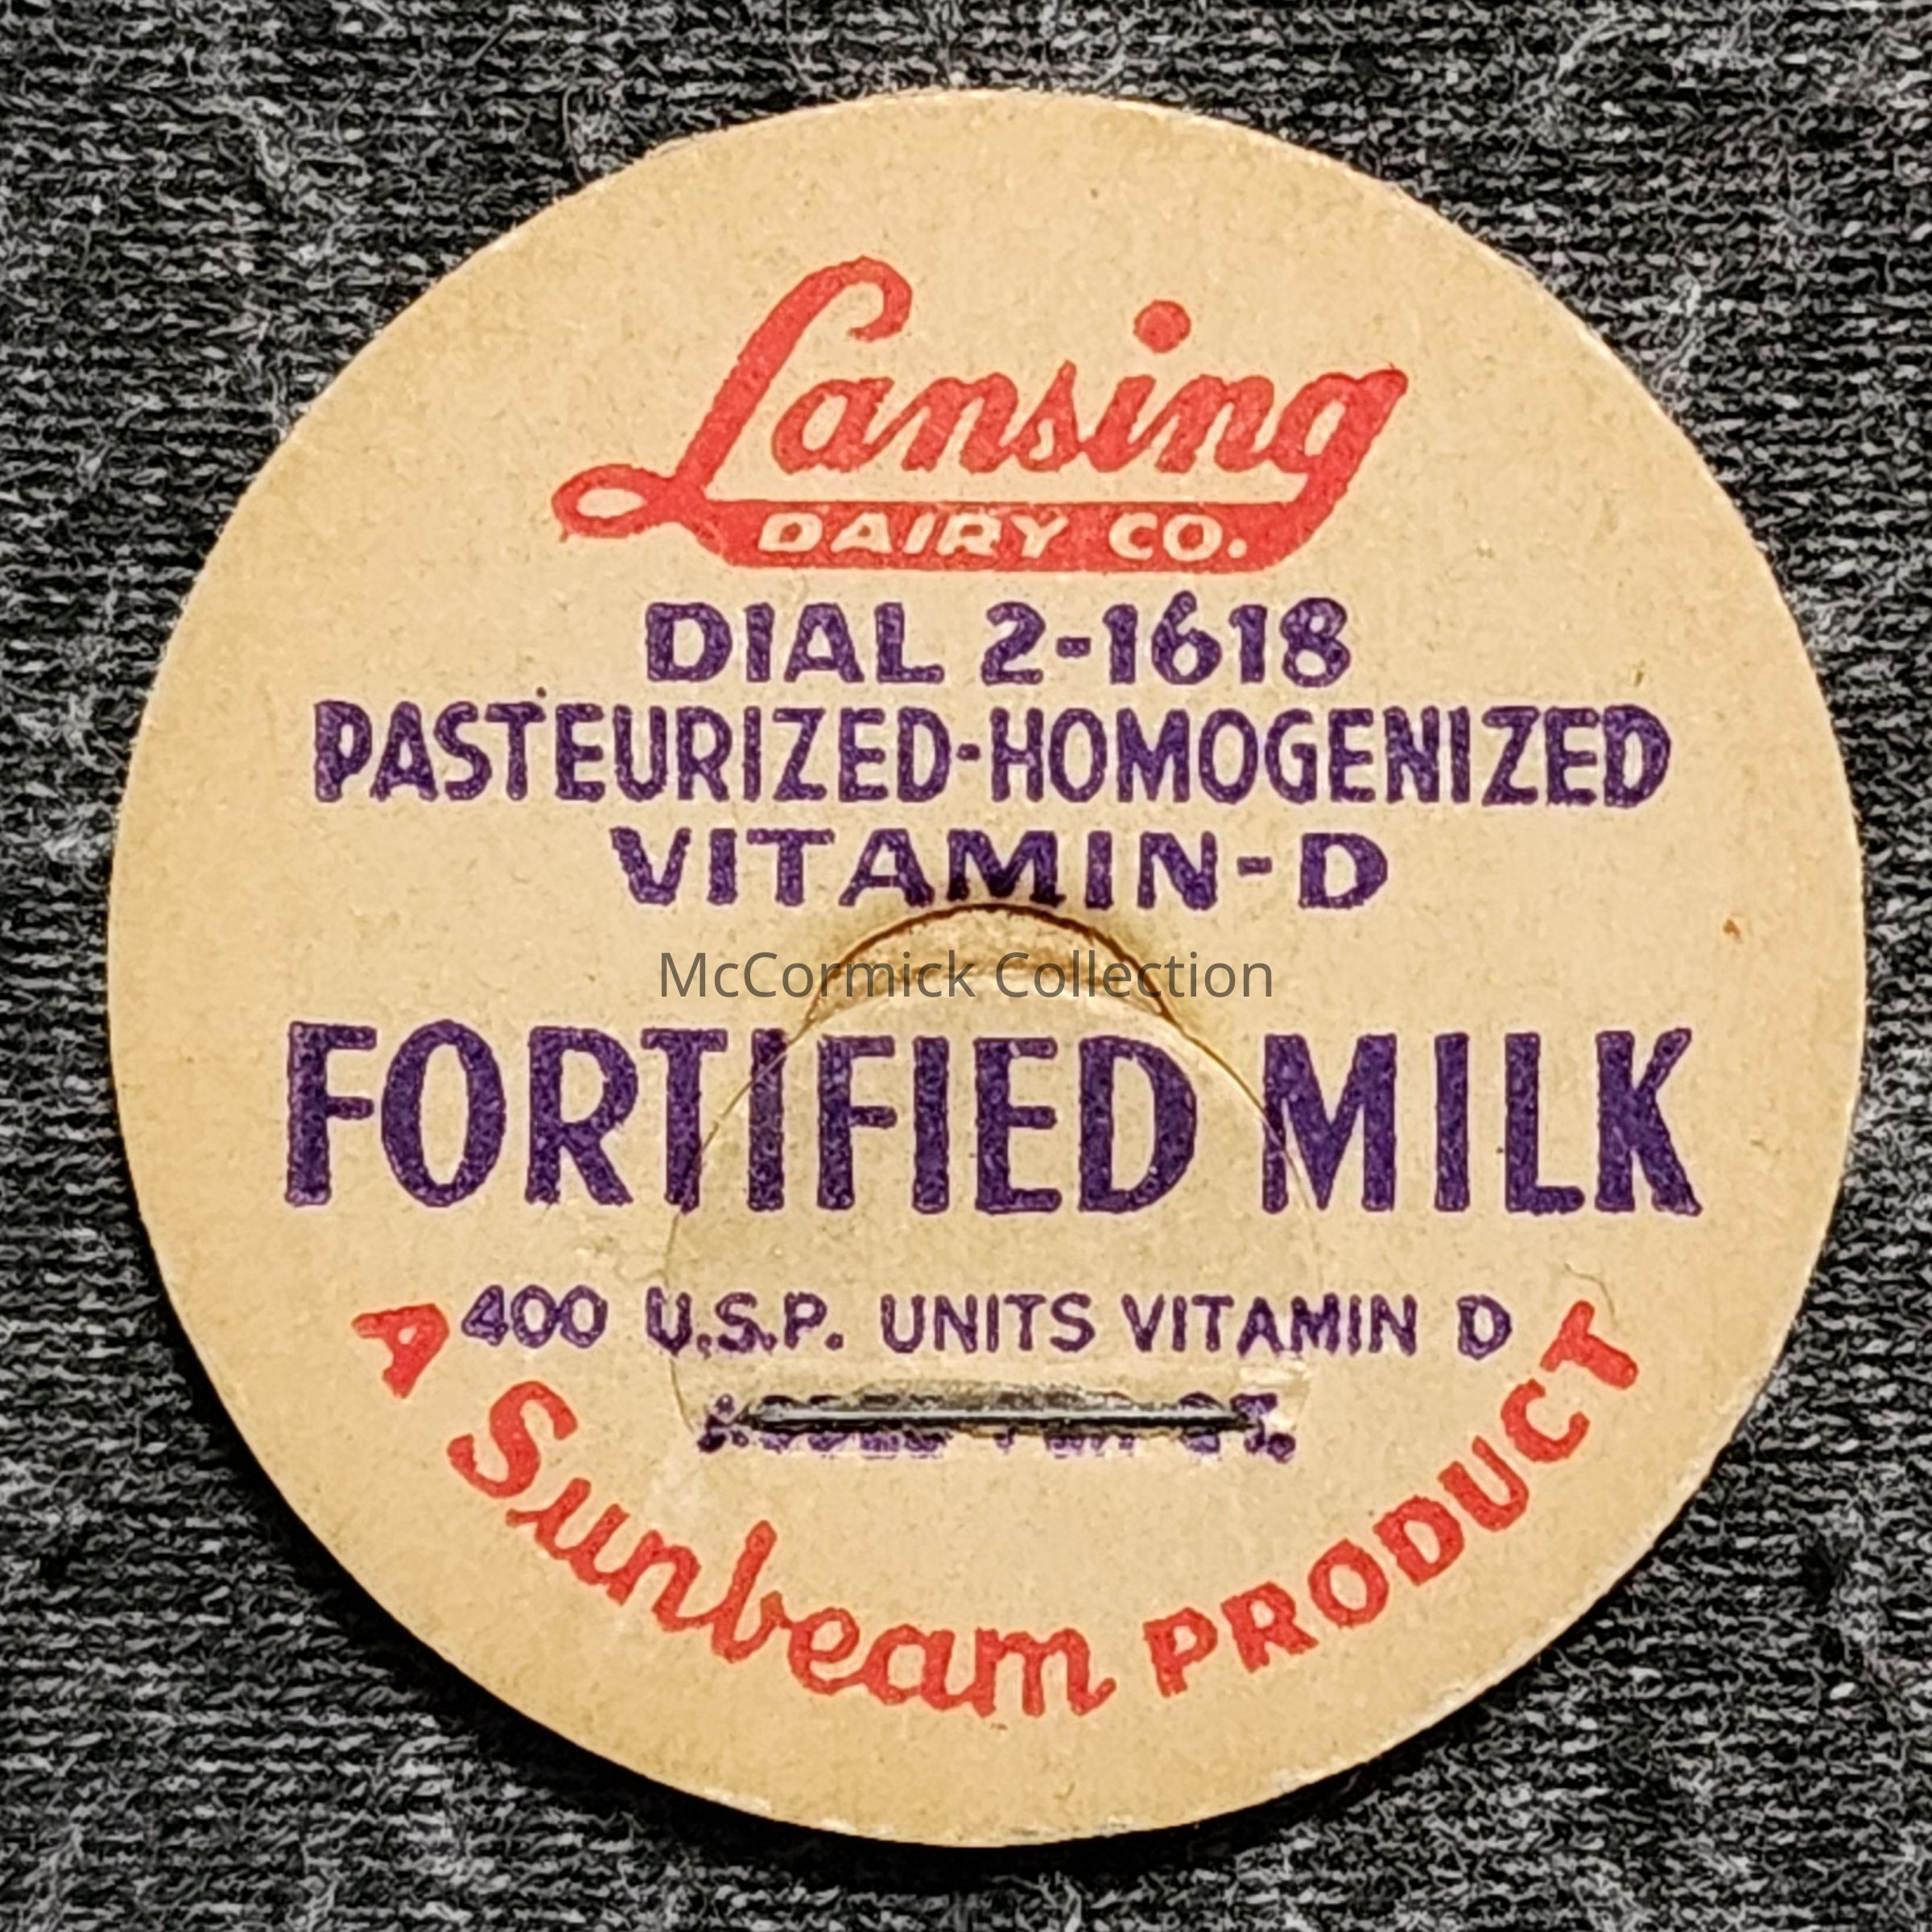 Lansing
DAIRY CO.
DIAL 2-1618
PASTEURIZED-HOMOGENIZED
VITAMIN-D
McCormick Collection
FORTIFIED MILK
400 U.S.P. UNITS VITAMIN D
A Sunbeam PRODUCT